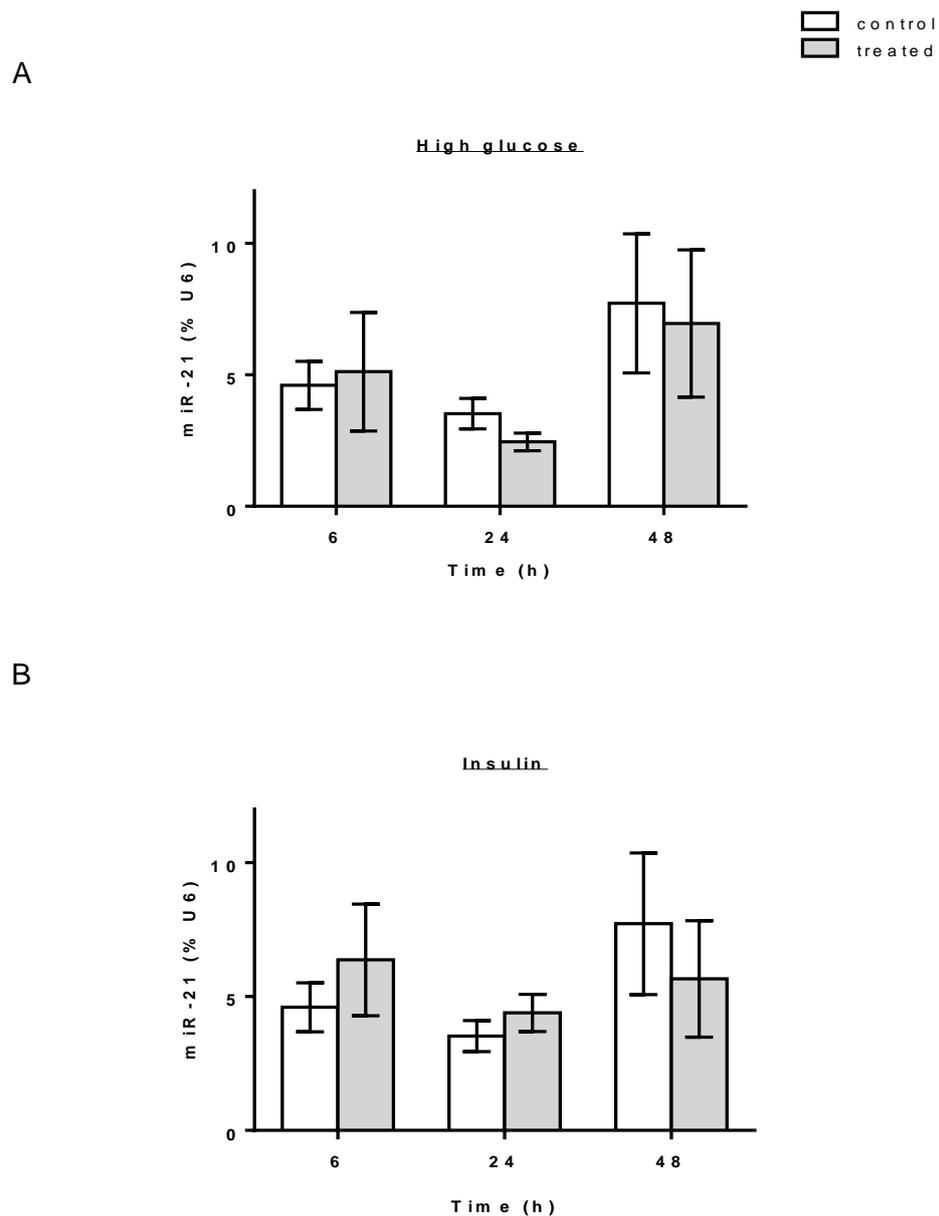 control
treated
A
High glucose
10
5
0
miR-21 (% U6)
6 24 48
Time (h)
B
Insulin
10
5
0
miR-21 (% U6)
6 24 48
Time (h)